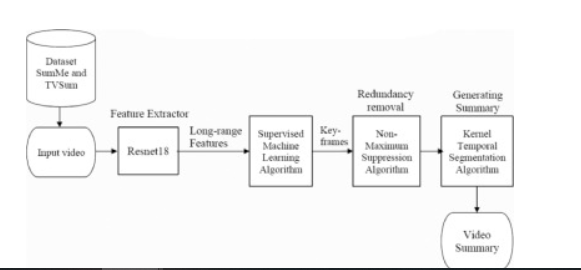 Dataset
SumMe and
TVSum
Input video
Feature Extractor
Resnet18
Long-range
Features
Supervised
Machine
Learning
Algorithm
Key-
frames
Redundancy
removal
Non-
Maximum
Suppression
Algorithm
Generating
Summary
Kernel
Temporal
Segmentation
Algorithm
Video
Summary